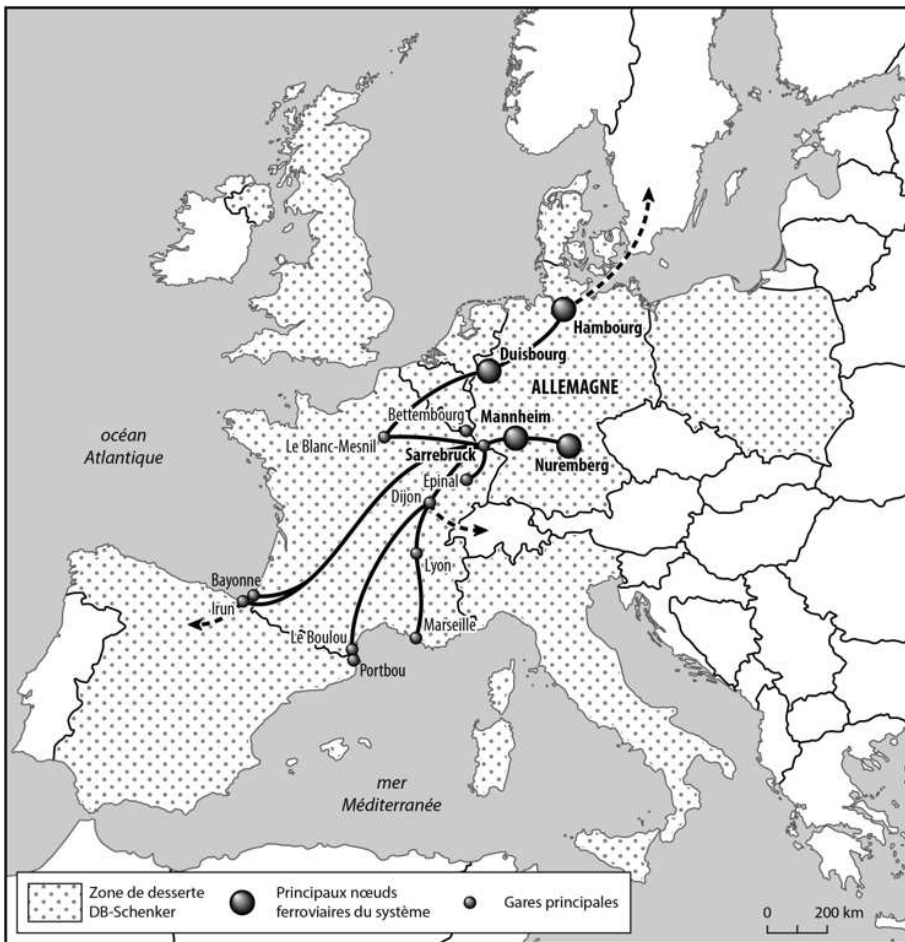 Hambourg
Duisbourg
ALLEMAGNE
Bettembourg
Mannheim
océan
Atlantique
Le Blanc-Mesnil
Sarrebruck
Nuremberg
Épinal
Dijon
Lyon
Bayonne
Irun
Le Boulou
Marseille
Portbou
mer
Méditerranée
Zone de desserte
DB-Schenker
Principaux nœuds
ferroviaires du système
Gares principales
0 200 km